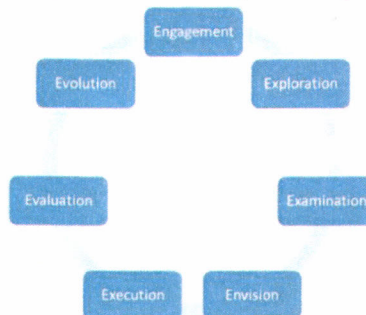 Engagement
Exploration
Examination
Envision
Execution
Evaluation
Evolution